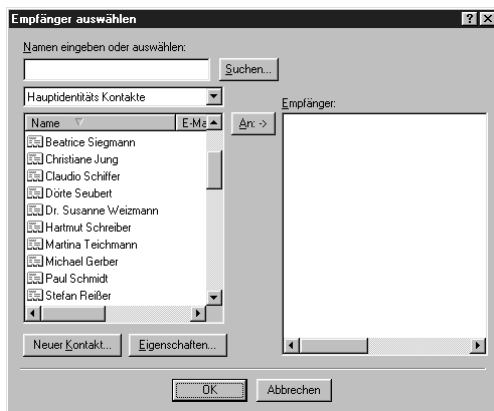 Empfänger auswählen
Namen eingeben oder auswählen:
Suchen...
Hauptidentitäts Kontakte
Empfänger:
Name E-Ma
An: ->
Beatrice Siegmann
Christiane Jung
Claudio Schiffer
Dörte Seubert
Dr. Susanne Weizmann
Hartmut Schreiber
Martina Teichmann
Michael Gerber
Paul Schmidt
Stefan Reißer
Neuer Kontakt...
Eigenschaften...
OK
Abbrechen